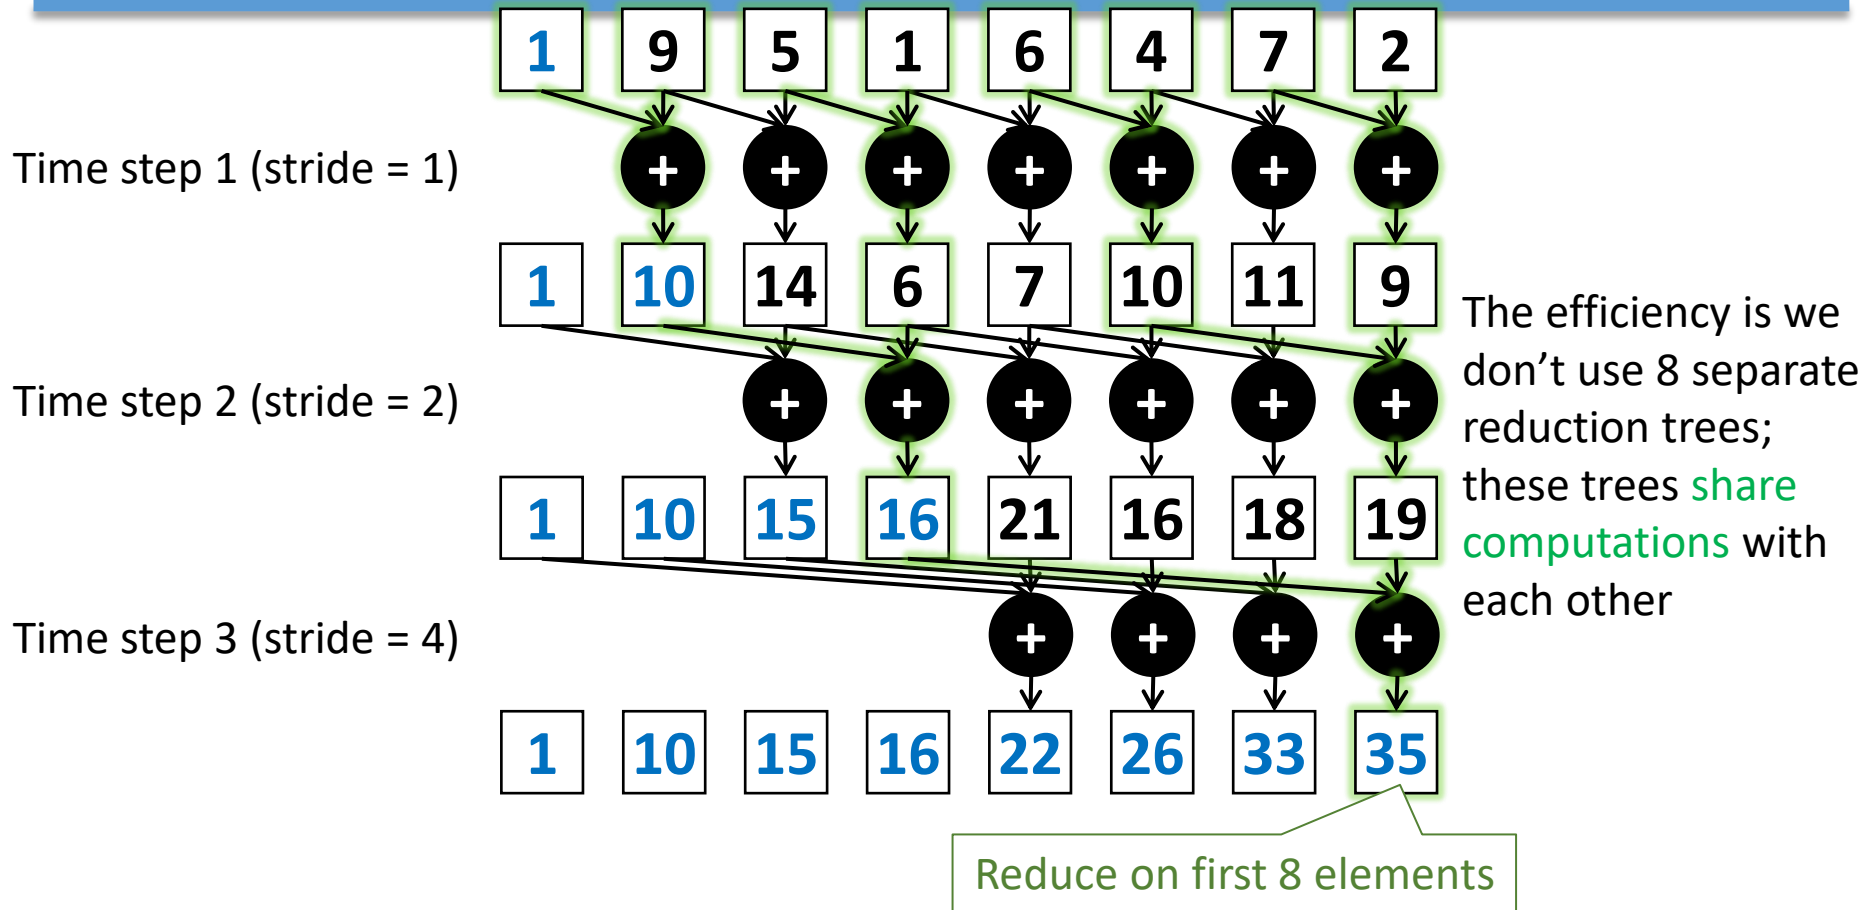 1 9 5 1 6 4 7 2
Time step 1 (stride = 1) + + + + + + +
1 10 14 6 7 10 11 9
Time step 2 (stride = 2) + + + + + +
1 10 15 16 21 16 18 19
Time step 3 (stride = 4) + + + +
1 10 15 16 22 26 33 35
The efficiency is we
don’t use 8 separate
reduction trees;
these trees share
computations with
each other
Reduce on first 8 elements